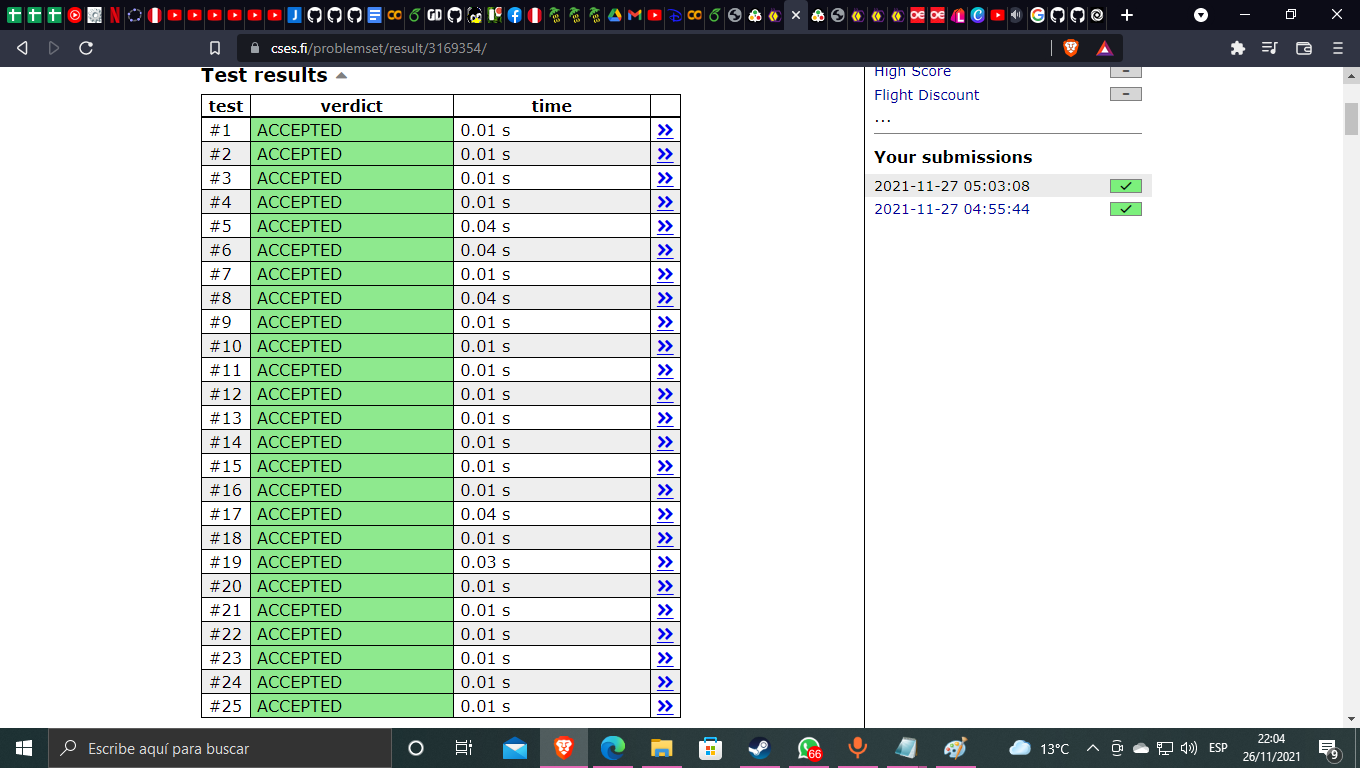 cses.fi/problemset/result/3169354/
Test results
test verdict time
#1 ACCEPTED 0.01 s »
#2 ACCEPTED 0.01 s »
#3 ACCEPTED 0.01 s »
#4 ACCEPTED 0.01 s »
#5 ACCEPTED 0.04 s »
#6 ACCEPTED 0.04 s »
#7 ACCEPTED 0.01 s »
#8 ACCEPTED 0.04 s »
#9 ACCEPTED 0.01 s »
#10 ACCEPTED 0.01 s »
#11 ACCEPTED 0.01 s »
#12 ACCEPTED 0.01 s »
#13 ACCEPTED 0.01 s »
#14 ACCEPTED 0.01 s »
#15 ACCEPTED 0.01 s »
#16 ACCEPTED 0.01 s »
#17 ACCEPTED 0.04 s »
#18 ACCEPTED 0.01 s »
#19 ACCEPTED 0.03 s »
#20 ACCEPTED 0.01 s »
#21 ACCEPTED 0.01 s »
#22 ACCEPTED 0.01 s »
#23 ACCEPTED 0.01 s »
#24 ACCEPTED 0.01 s »
#25 ACCEPTED 0.01 s »
High Score –
Flight Discount –
...
Your submissions
2021-11-27 05:03:08 ✓
2021-11-27 04:55:44 ✓
Escribe aquí para buscar
66
13°C
ESP
22:04
26/11/2021
9